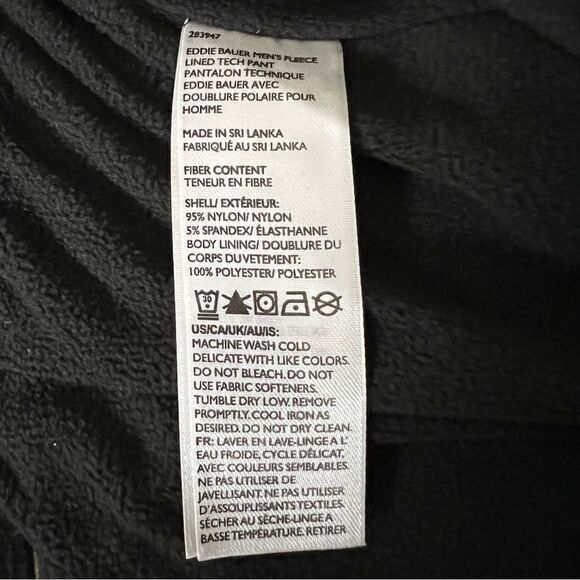 283947
EDDIE BAUER MEN'S FLEECE
LINED TECH PANT
PANTALON TECHNIQUE
EDDIE BAUER AVEC
DOUBLURE POLAIRE POUR
HOMME
MADE IN SRI LANKA
FABRIQUÉ AU SRI LANKA
FIBER CONTENT
TENEUR EN FIBRE
SHELL/ EXTÉRIEUR:
95% NYLON/ NYLON
5% SPANDEX/ ÉLASTHANNE
BODY LINING/ DOUBLURE DU
CORPS DU VETEMENT:
100% POLYESTER/ POLYESTER
30
US/CA/UK/AU/IS:
MACHINE WASH COLD
DELICATE WITH LIKE COLORS.
DO NOT BLEACH. DO NOT
USE FABRIC SOFTENERS.
TUMBLE DRY LOW. REMOVE
PROMPTLY. COOL IRON AS
DESIRED. DO NOT DRY CLEAN.
FR: LAVER EN LAVE-LINGE A L'
EAU FROIDE, CYCLE DÉLICAT,
AVEC COULEURS SEMBLABLES.
NE PAS UTILISER DE
JAVELLISANT. NE PAS UTILISER
D'ASSOUPLISSANTS TEXTILES.
SÉCHER AU SÈCHE-LINGE A
BASSE TEMPÉRATURE. RETIRER